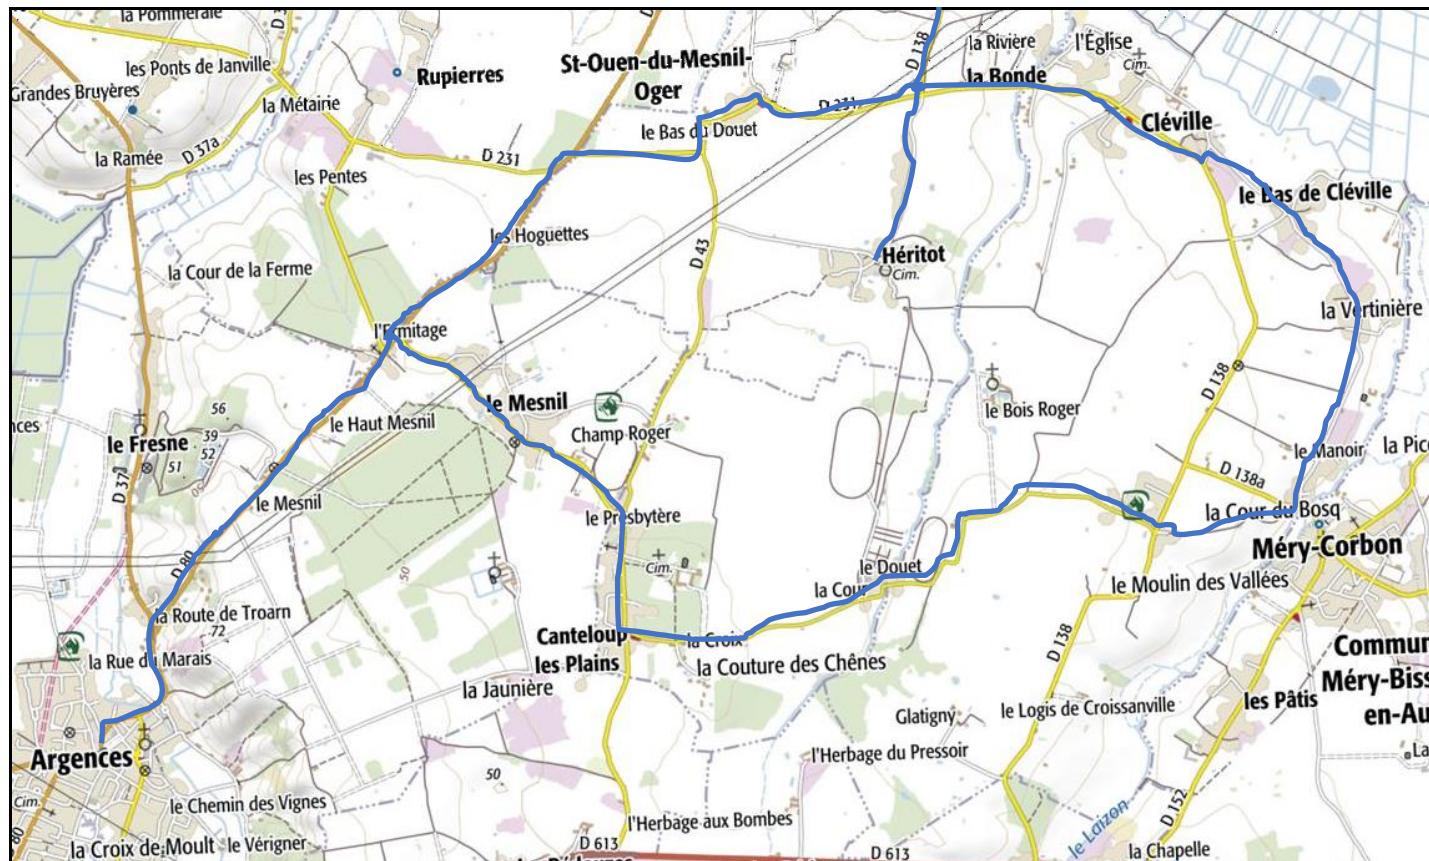 la Pommeraie
D 138
la Rivière
l'Église
Cim.
les Ponts de Janville
Rupierres
St-Ouen-du-Mesnil-
Oger
la Bonde
Grandes Bruyères
la Métairie
D 231
Cléville
le Bas du Douet
D 37a
la Ramée
D 231
les Pentes
le Bas de Cléville
les Hoguettes
D 43
Héritot
Cim.
la Cour de la Ferme
la Vertinière
l'Ermitage
D 138
le Mesnil
56
le Bois Roger
le Haut Mesnil
Champ Roger
39
le Fresne
52
51
50
le Manoir
D 37
D 138a
le Mesnil
la Cour du Bosq
le Presbytère
Méry-Corbon
D 80
Cim.
le Douet
50
la Cour
le Moulin des Vallées
la Route de Troarn
72
Canteloup
les Plains
la Croix
D 138
la Rue du Marais
la Couture des Chênes
la Jaunière
les Pâtis
Glatigny
le Logis de Croissanville
Argences
l'Herbage du Pressoir
50
le Chemin des Vignes
Cim.
l'Herbage aux Bombes
D 152
le Laizon
la Croix de Moult
le Vérigner
D 613
D 613
la Chapelle